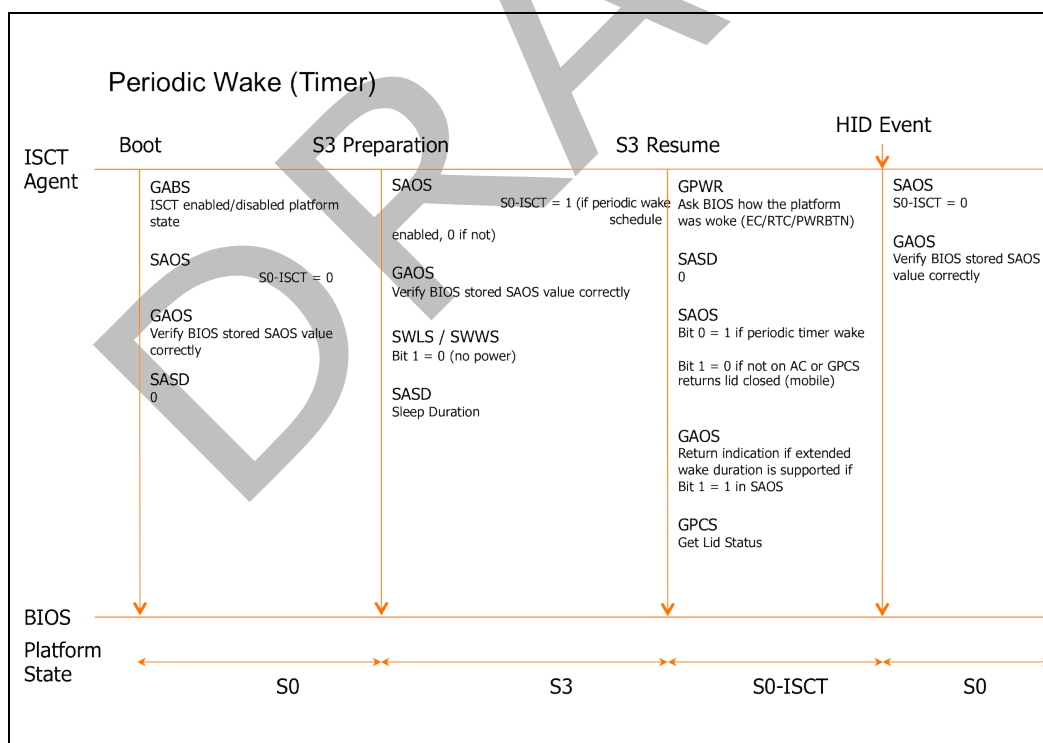 Periodic Wake (Timer)
HID Event
ISCT
Agent
Boot
S3 Preparation
S3 Resume
GABS
ISCT enabled/disabled platform
state
SAOS
S0-ISCT = 0
GAOS
Verify BIOS stored SAOS value
correctly
SASD
0
SAOS
S0-ISCT = 1 (if periodic wake
schedule
enabled, 0 if not)
GAOS
Verify BIOS stored SAOS value correctly
SWLS / SWWS
Bit 1 = 0 (no power)
SASD
Sleep Duration
GPWR
Ask BIOS how the platform
was woke (EC/RTC/PWRBTN)
SASD
0
SAOS
Bit 0 = 1 if periodic timer wake
Bit 1 = 0 if not on AC or GPCS
returns lid closed (mobile)
GAOS
Return indication if extended
wake duration is supported if
Bit 1 = 1 in SAOS
GPCS
Get Lid Status
SAOS
S0-ISCT = 0
GAOS
Verify BIOS stored SAOS
value correctly
BIOS
Platform
State
S0
S3
S0-ISCT
S0
DRA